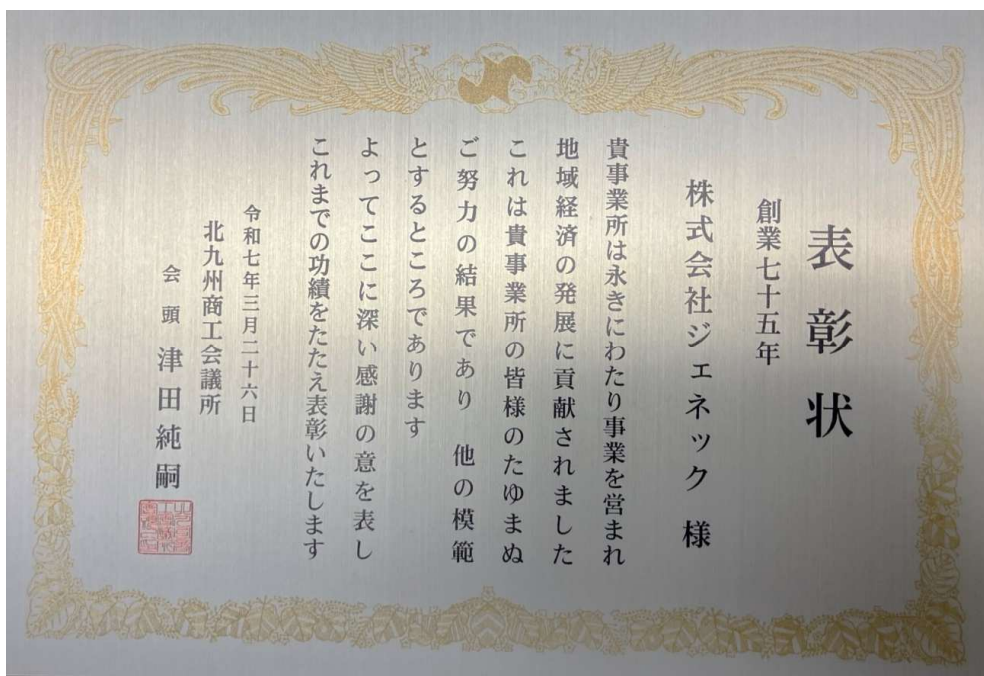 表彰状
創業七十五年
株式会社ジェネック 様
貴事業所は永きにわたり事業を営まれ
地域経済の発展に貢献されました
これは貴事業所の皆様のたゆまぬ
ご努力の結果であり 他の模範
とするところであります
よってここに深い感謝の意を表し
これまでの功績をたたえ表彰いたします
令和七年三月二十六日
北九州商工会議所
会頭 津田純嗣